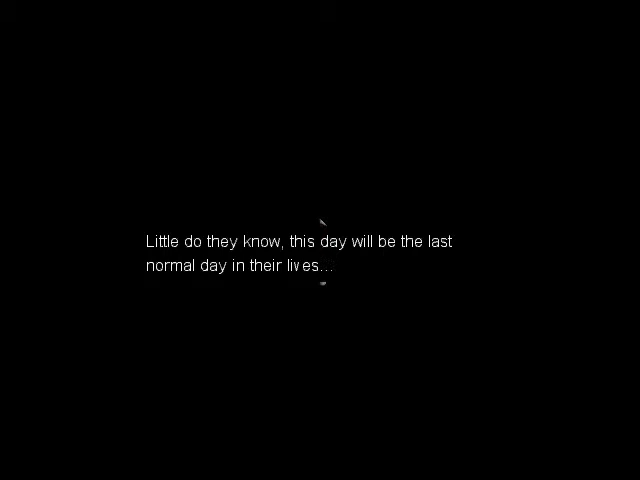 Little do they know, this day will be the last
normal day in their lives...